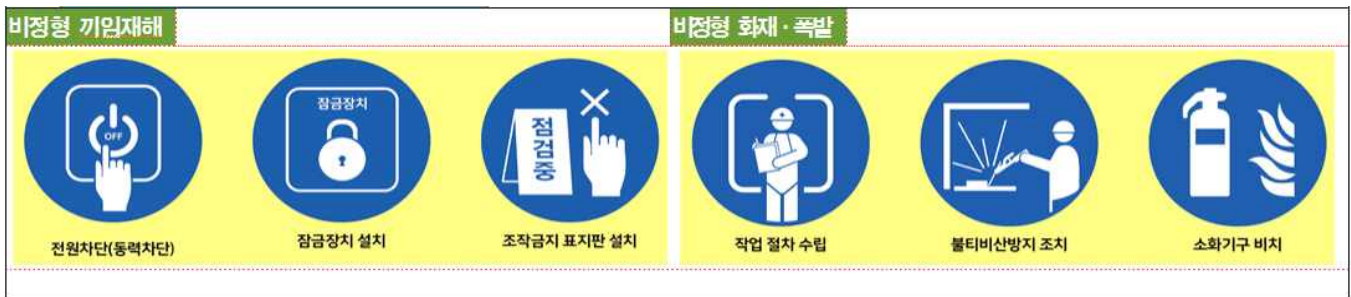 비정형 끼임재해
비정형 화재·폭발
OFF
잠금장치
점검중
전원차단(동력차단)
잠금장치 설치
조작금지 표지판 설치
작업 절차 수립
불티비산방지 조치
소화기구 비치